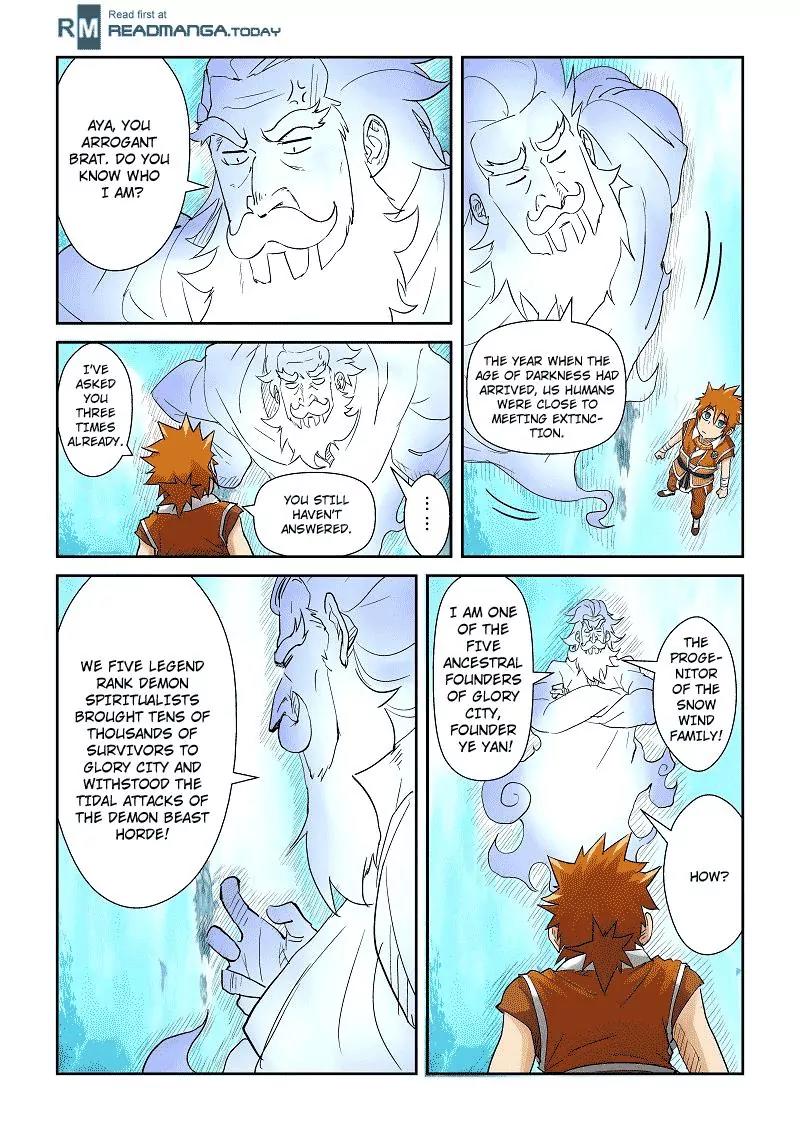 Read first at
RM READMANGA.TODAY
AYA, YOU
ARROGANT
BRAT. DO YOU
KNOW WHO
I AM?
I'VE
ASKED
YOU
THREE
TIMES
ALREADY.
YOU STILL
HAVEN'T
ANSWERED.
......
THE YEAR WHEN THE
AGE OF DARKNESS HAD
ARRIVED, US HUMANS
WERE CLOSE TO
MEETING EXTINC-
TION.
WE FIVE LEGEND
RANK DEMON
SPIRITUALISTS
BROUGHT TENS OF
THOUSANDS OF
SURVIVORS TO
GLORY CITY AND
WITHSTOOD THE
TIDAL ATTACKS OF
THE DEMON BEAST
HORDE!
I AM ONE
OF THE
FIVE
ANCESTRAL
FOUNDERS
OF GLORY
CITY,
FOUNDER
YE YAN!
THE
PROGE-
NITOR
OF THE
SNOW
WIND
FAMILY!
HOW?